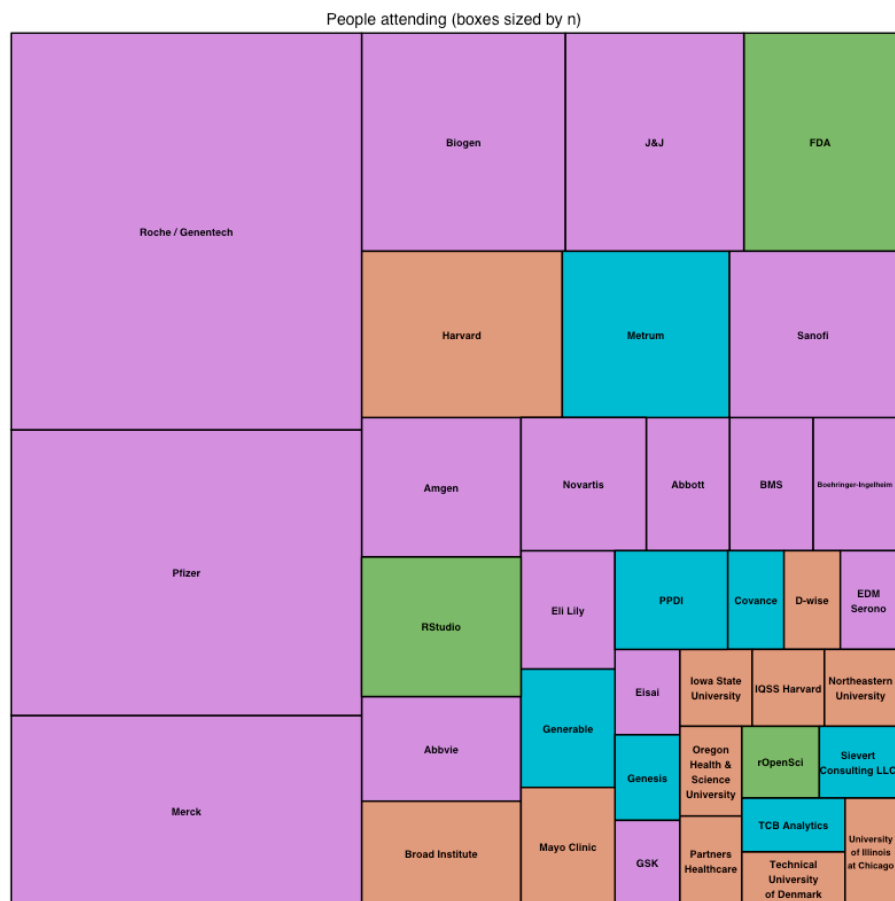 People attending (boxes sized by n)
Roche / Genentech
Biogen
J&J
FDA
Harvard
Metrum
Sanofi
Pfizer
Amgen
Novartis
Abbott
BMS
Boehringer-Ingelheim
RStudio
Eli Lily
PPDI
Covance
D-wise
EDM
Serono
Eisai
Iowa State
University
IQSS Harvard
Northeastern
University
Merck
Abbvie
Generable
Genesis
Oregon
Health &
Science
University
rOpenSci
Sievert
Consulting LLC
Broad Institute
Mayo Clinic
GSK
Partners
Healthcare
TCB Analytics
Technical
University
of Denmark
University
of Illinois
at Chicago